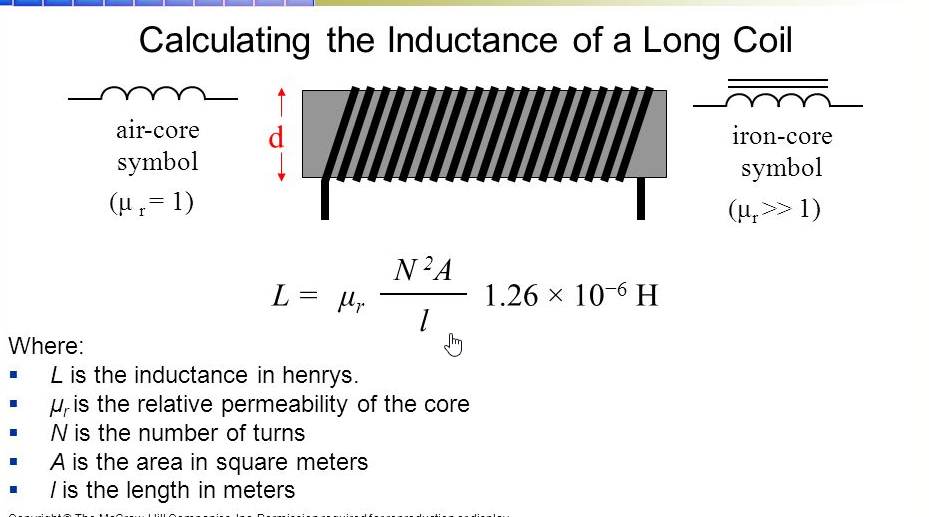 Calculating the Inductance of a Long Coil
air-core
symbol
(μ r = 1)
d
iron-core
symbol
(μr >> 1)
L = μr N²A / l 1.26 × 10⁻⁶ H
Where:
▪ L is the inductance in henrys.
▪ μr is the relative permeability of the core
▪ N is the number of turns
▪ A is the area in square meters
▪ l is the length in meters